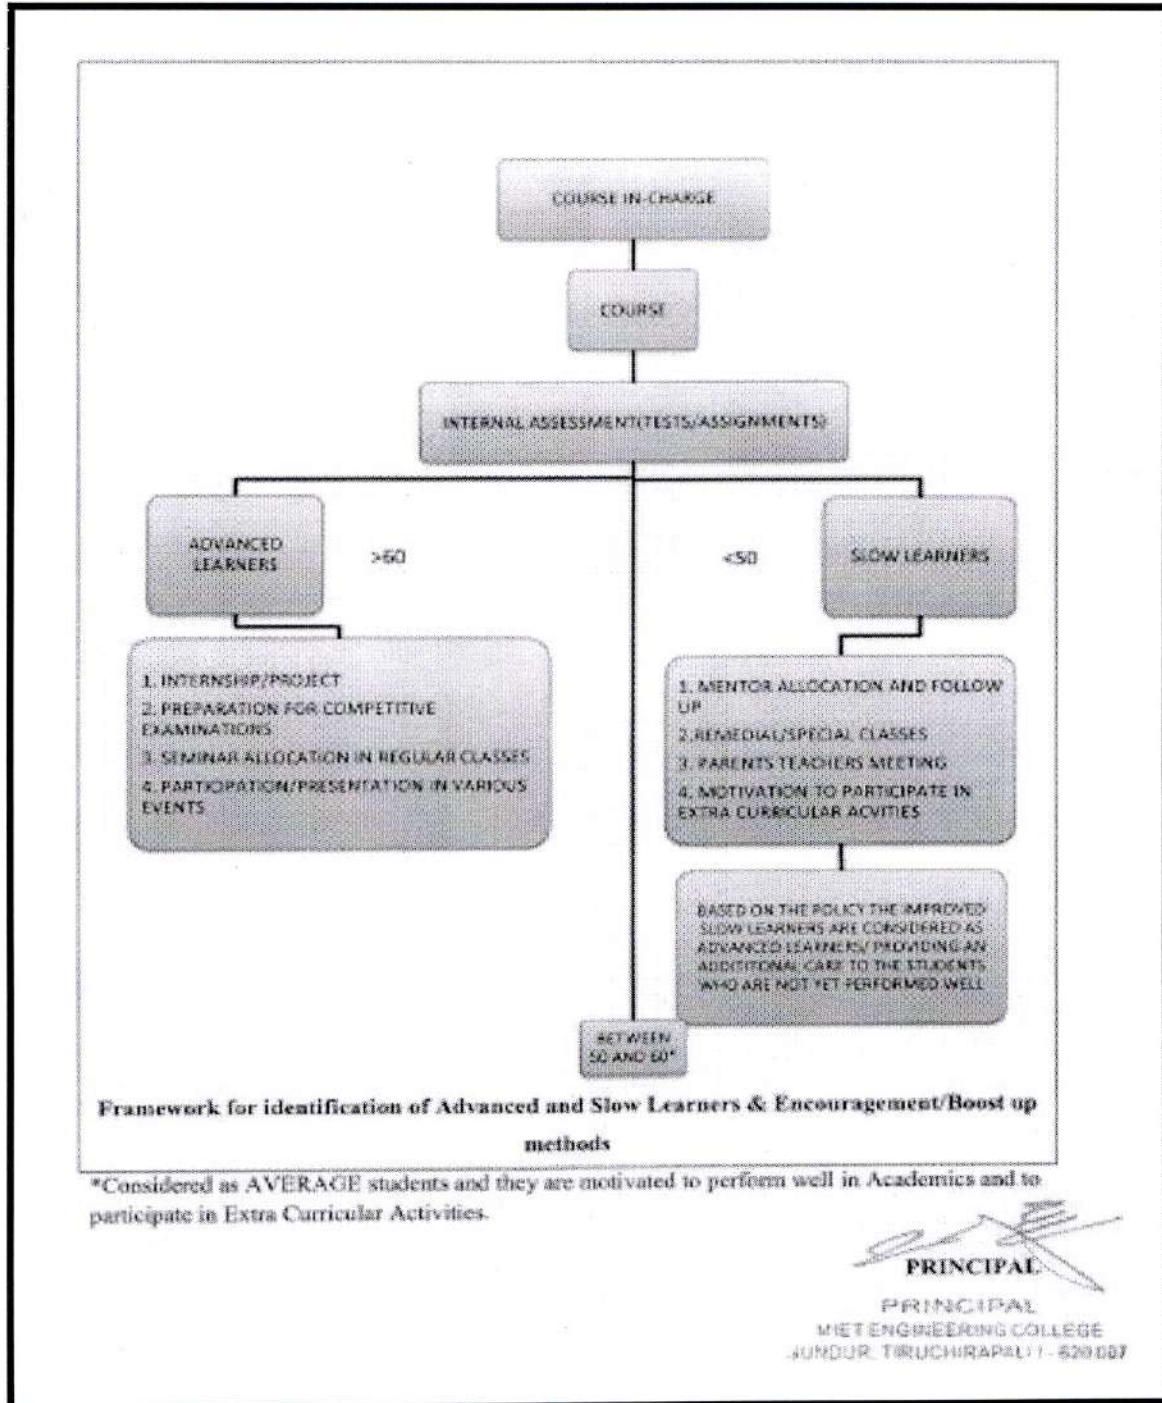 COURSE IN-CHARGE
COURSE
INTERNAL ASSESSMENT(TESTS/ASSIGNMENTS)
ADVANCED
LEARNERS
>60
<50
SLOW LEARNERS
1. INTERNSHIP/PROJECT
2. PREPARATION FOR COMPETITIVE
EXAMINATIONS
3. SEMINAR ALLOCATION IN REGULAR CLASSES
4. PARTICIPATION/PRESENTATION IN VARIOUS
EVENTS
1. MENTOR ALLOCATION AND FOLLOW
UP
2.REMEDIAL/SPECIAL CLASSES
3. PARENTS TEACHERS MEETING
4. MOTIVATION TO PARTICIPATE IN
EXTRA CURRICULAR ACVITIES
BASED ON THE POLICY THE IMPROVED
SLOW LEARNERS ARE CONSIDERED AS
ADVANCED LEARNERS/ PROVIDING AN
ADDITITONAL CARE TO THE STUDENTS
WHO ARE NOT YET PERFORMED WELL
BETWEEN
50 AND 60*
Framework for identification of Advanced and Slow Learners & Encouragement/Boost up
methods
*Considered as AVERAGE students and they are motivated to perform well in Academics and to
participate in Extra Curricular Activities.
PRINCIPAL
PRINCIPAL
MIET ENGINEERING COLLEGE
GUNDUR, TIRUCHIRAPALLI - 620 007